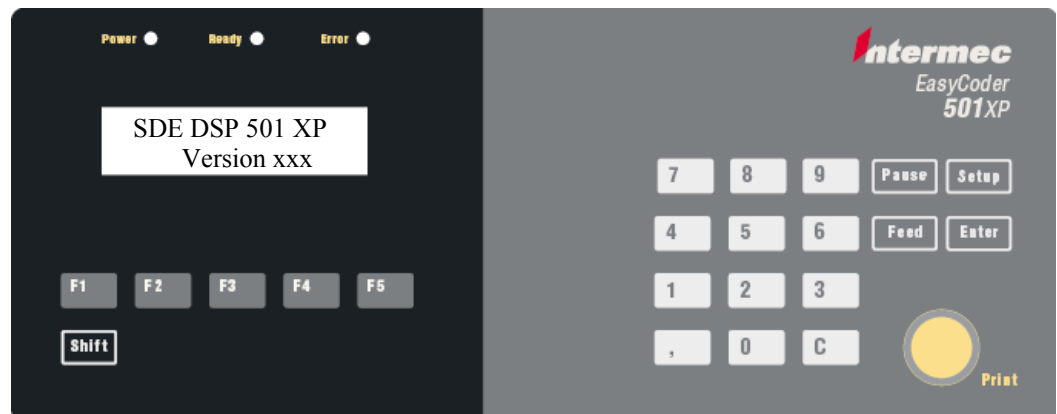 Power Ready Error
Intermec
EasyCoder
501XP
SDE DSP 501 XP
Version xxx
7 8 9 Pause Setup
4 5 6 Feed Enter
F1 F2 F3 F4 F5
1 2 3
Shift
, 0 C
Print